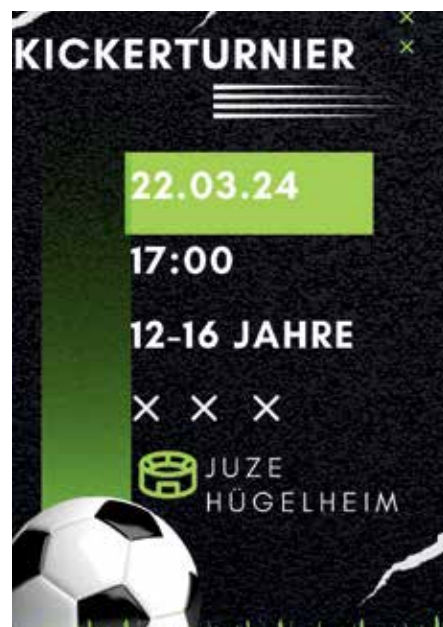 KICKERTURNIER
22.03.24
17:00
12-16 JAHRE
JUZE
HÜGELHEIM